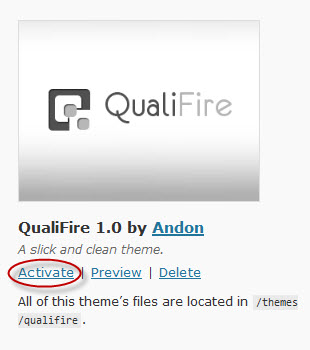 QualiFire
QualiFire 1.0 by Andon
A slick and clean theme.
Activate | Preview | Delete
All of this theme's files are located in /themes
/qualifire.